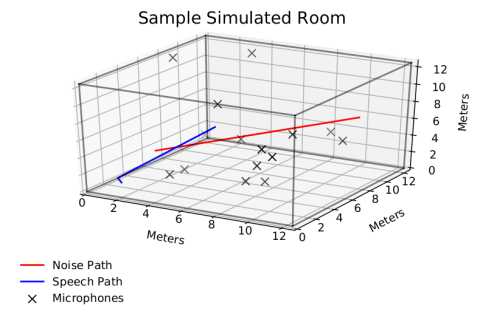 Sample Simulated Room
12
10
8
6
4
2
0
Meters
0 2 4 6 8 10 12
Meters
0 2 4 6 8 10 12
Meters
Noise Path
Speech Path
Microphones